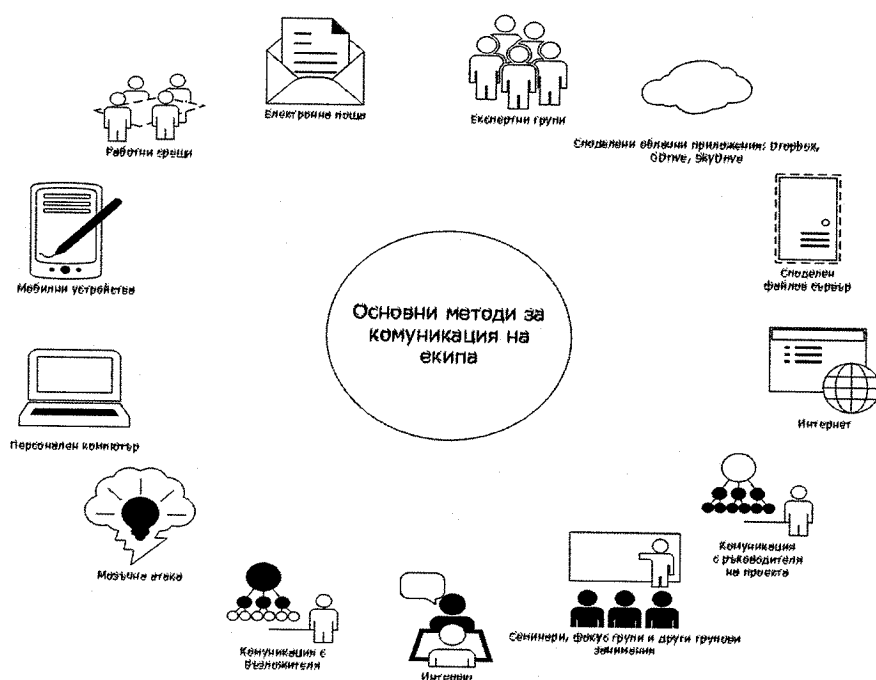 Електронна поща
Експертни групи
Работни срещи
Споделени облачни приложения: Dropbox,
GDrive, SkyDrive
Мобилни устройства
Споделен
файлов сървър
Основни методи за
комуникация на
екипа
Интернет
Персонален компютър
Мозъчна атака
Комуникация
с ръководителя
на проекта
Комуникация с
Възложителя
Интервю
Семинари, фокус групи и други групови
занимания